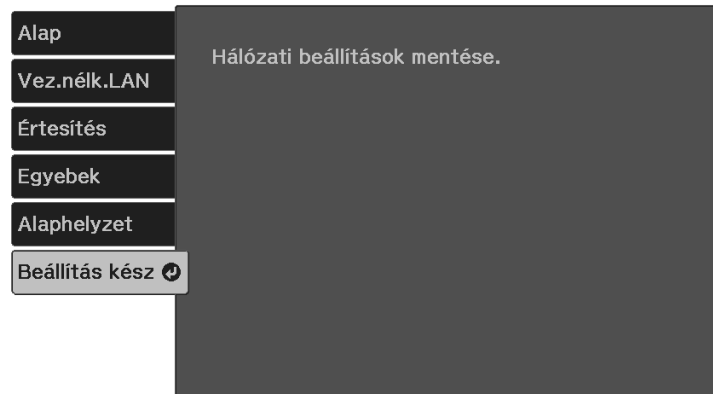 Alap
Vez.nélk.LAN
Értesítés
Egyebek
Alaphelyzet
Beállítás kész
Hálózati beállítások mentése.